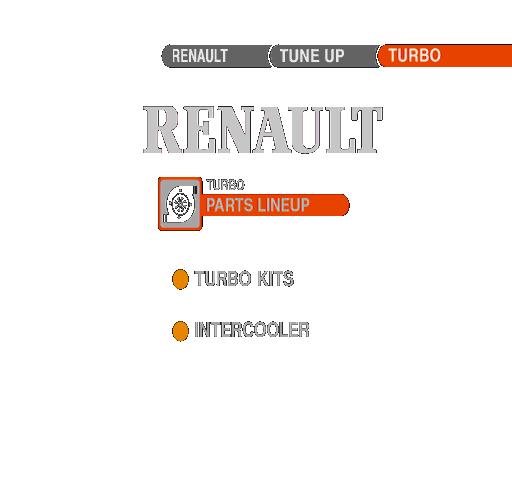 RENAULT TUNE UP TURBO
RENAULT
TURBO
PARTS LINEUP
TURBO KITS
INTERCOOLER